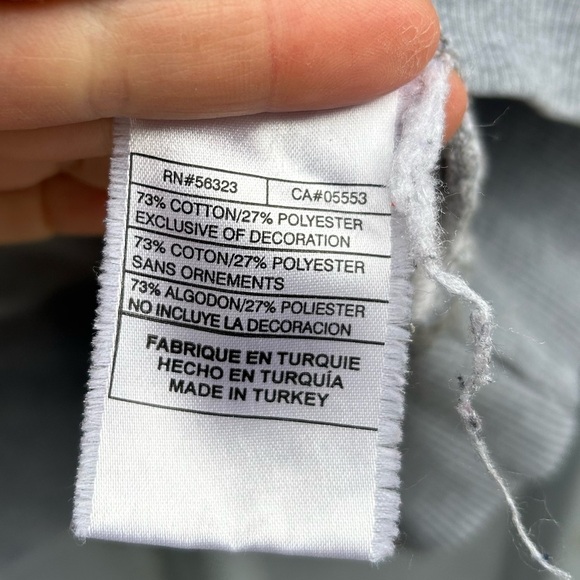 RN#56323 CA#05553
73% COTTON/27% POLYESTER
EXCLUSIVE OF DECORATION
73% COTON/27% POLYESTER
SANS ORNEMENTS
73% ALGODON/27% POLIESTER
NO INCLUYE LA DECORACION
FABRIQUE EN TURQUIE
HECHO EN TURQUÍA
MADE IN TURKEY